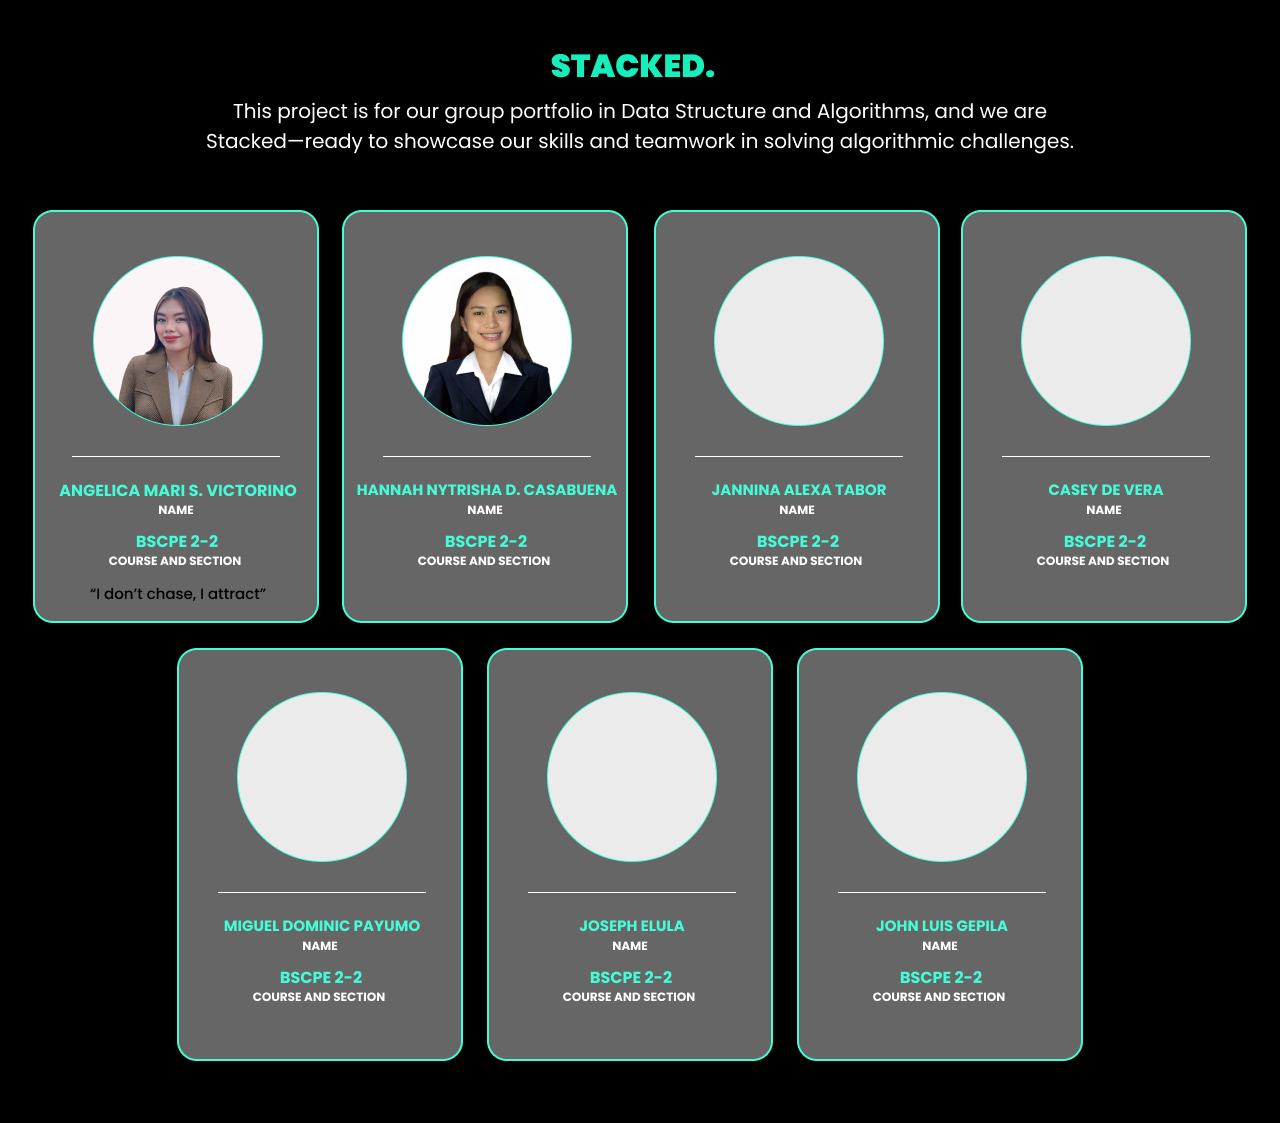 STACKED.
This project is for our group portfolio in Data Structure and Algorithms, and we are
Stacked—ready to showcase our skills and teamwork in solving algorithmic challenges.
ANGELICA MARI S. VICTORINO
NAME
BSCPE 2-2
COURSE AND SECTION
“I don’t chase, I attract”
HANNAH NYTRISHA D. CASABUENA
NAME
BSCPE 2-2
COURSE AND SECTION
JANNINA ALEXA TABOR
NAME
BSCPE 2-2
COURSE AND SECTION
CASEY DE VERA
NAME
BSCPE 2-2
COURSE AND SECTION
MIGUEL DOMINIC PAYUMO
NAME
BSCPE 2-2
COURSE AND SECTION
JOSEPH ELULA
NAME
BSCPE 2-2
COURSE AND SECTION
JOHN LUIS GEPILA
NAME
BSCPE 2-2
COURSE AND SECTION